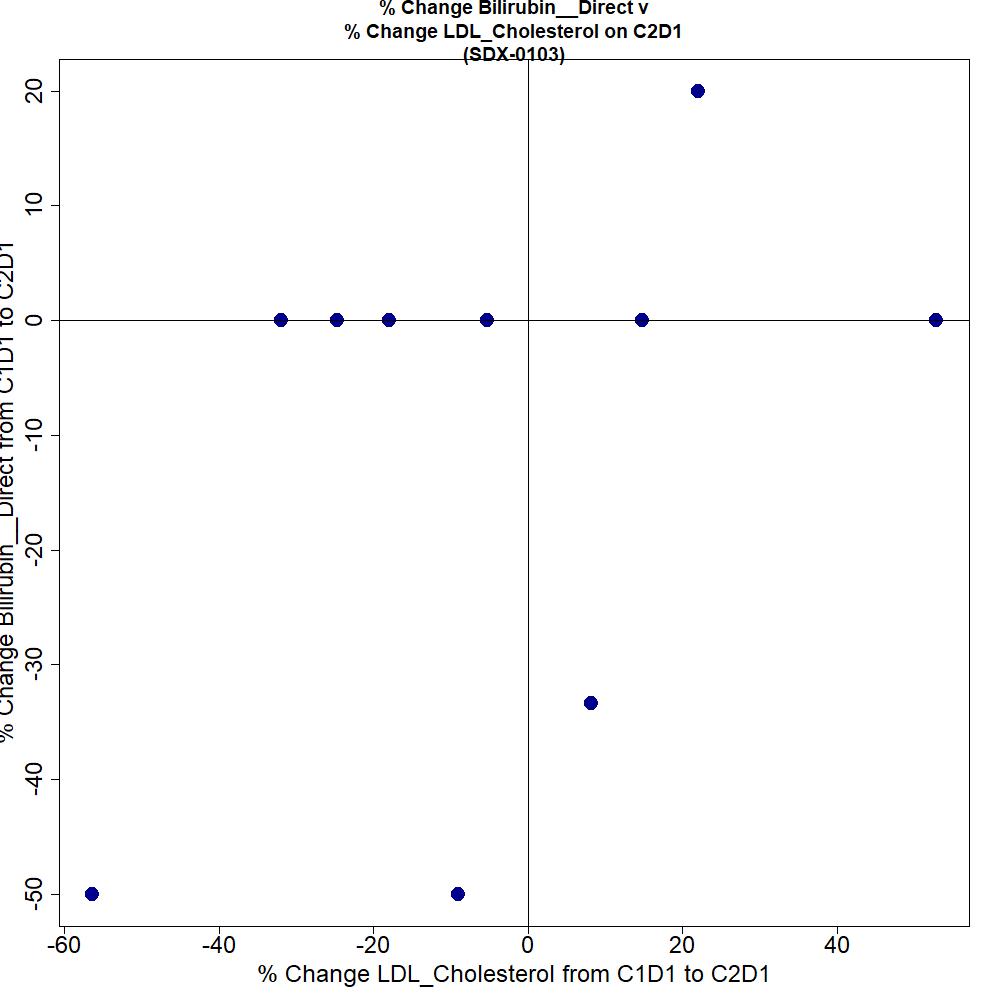 % Change Bilirubin__Direct v
% Change LDL_Cholesterol on C2D1
(SDX-0103)
% Change Bilirubin__Direct from C1D1 to C2D1
20
10
0
-10
-20
-30
-40
-50
-60
-40
-20
0
20
40
% Change LDL_Cholesterol from C1D1 to C2D1